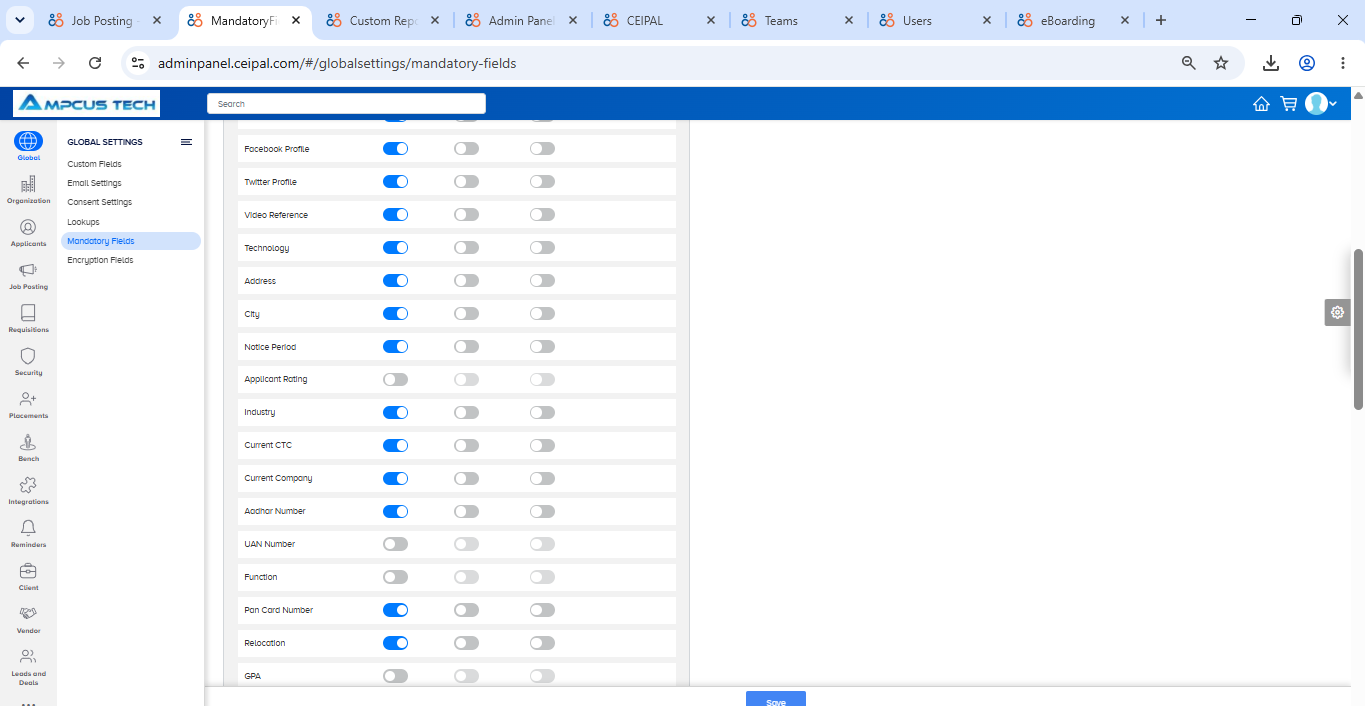 Job Posting
MandatoryFi
Custom Repo
Admin Panel
CEIPAL
Teams
Users
eBoarding
adminpanel.ceipal.com/#/globalsettings/mandatory-fields
AMPCUS TECH
Search
Global
Organization
Applicants
Job Posting
Requisitions
Security
Placements
Bench
Integrations
Reminders
Client
Vendor
Leads and
Deals
GLOBAL SETTINGS
Custom Fields
Email Settings
Consent Settings
Lookups
Mandatory Fields
Encryption Fields
Facebook Profile
Twitter Profile
Video Reference
Technology
Address
City
Notice Period
Applicant Rating
Industry
Current CTC
Current Company
Aadhar Number
UAN Number
Function
Pan Card Number
Relocation
GPA
Save